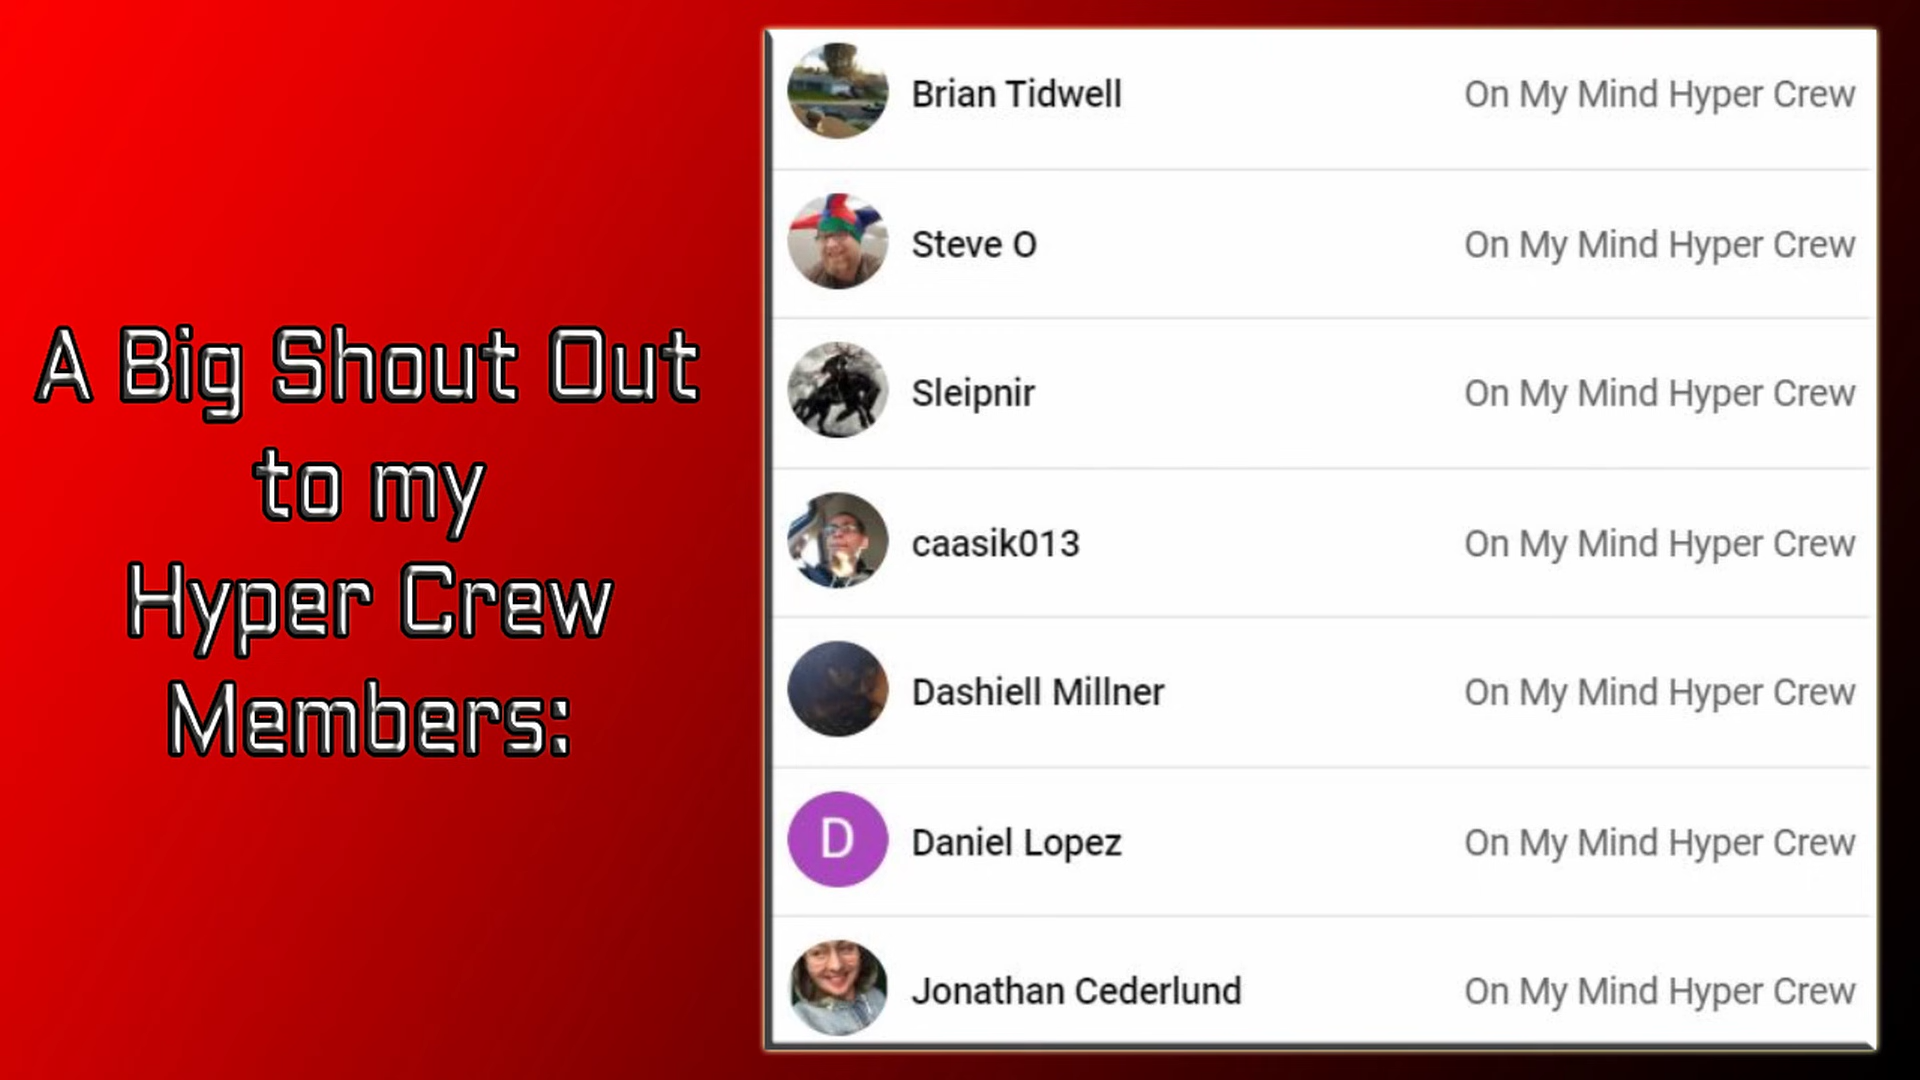 A Big Shout Out
to my
Hyper Crew
Members:
Brian Tidwell On My Mind Hyper Crew
Steve O On My Mind Hyper Crew
Sleipnir On My Mind Hyper Crew
caasik013 On My Mind Hyper Crew
Dashiell Millner On My Mind Hyper Crew
D Daniel Lopez On My Mind Hyper Crew
Jonathan Cederlund On My Mind Hyper Crew